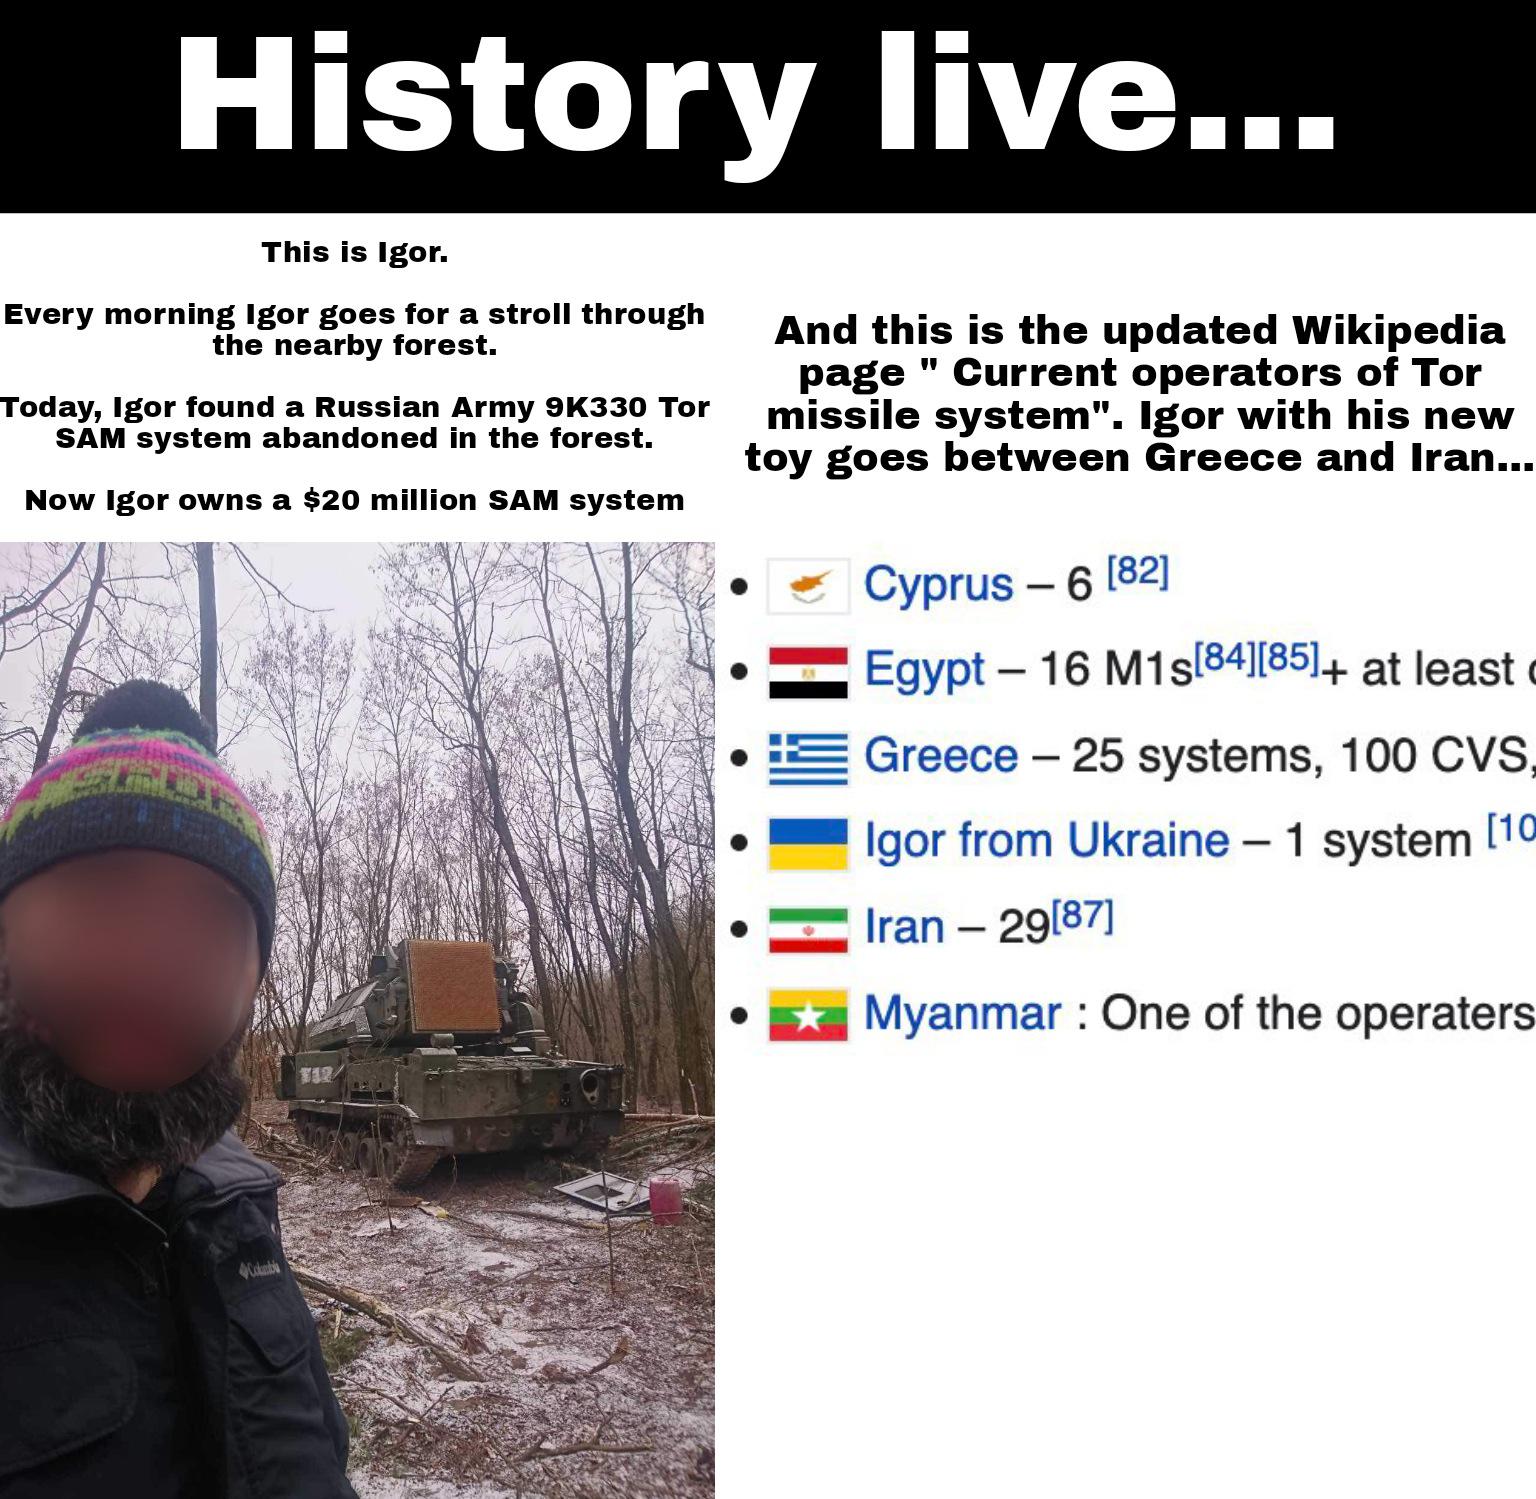 History live...
This is Igor.
Every morning Igor goes for a stroll through
the nearby forest.
Today, Igor found a Russian Army 9K330 Tor
SAM system abandoned in the forest.
Now Igor owns a $20 million SAM system
And this is the updated Wikipedia
page " Current operators of Tor
missile system". Igor with his new
toy goes between Greece and Iran...
Cyprus – 6 [82]
Egypt – 16 M1s[84][85]+ at least
Greece – 25 systems, 100 CVS,
Igor from Ukraine – 1 system [10
Iran – 29[87]
Myanmar : One of the operaters
Columbia